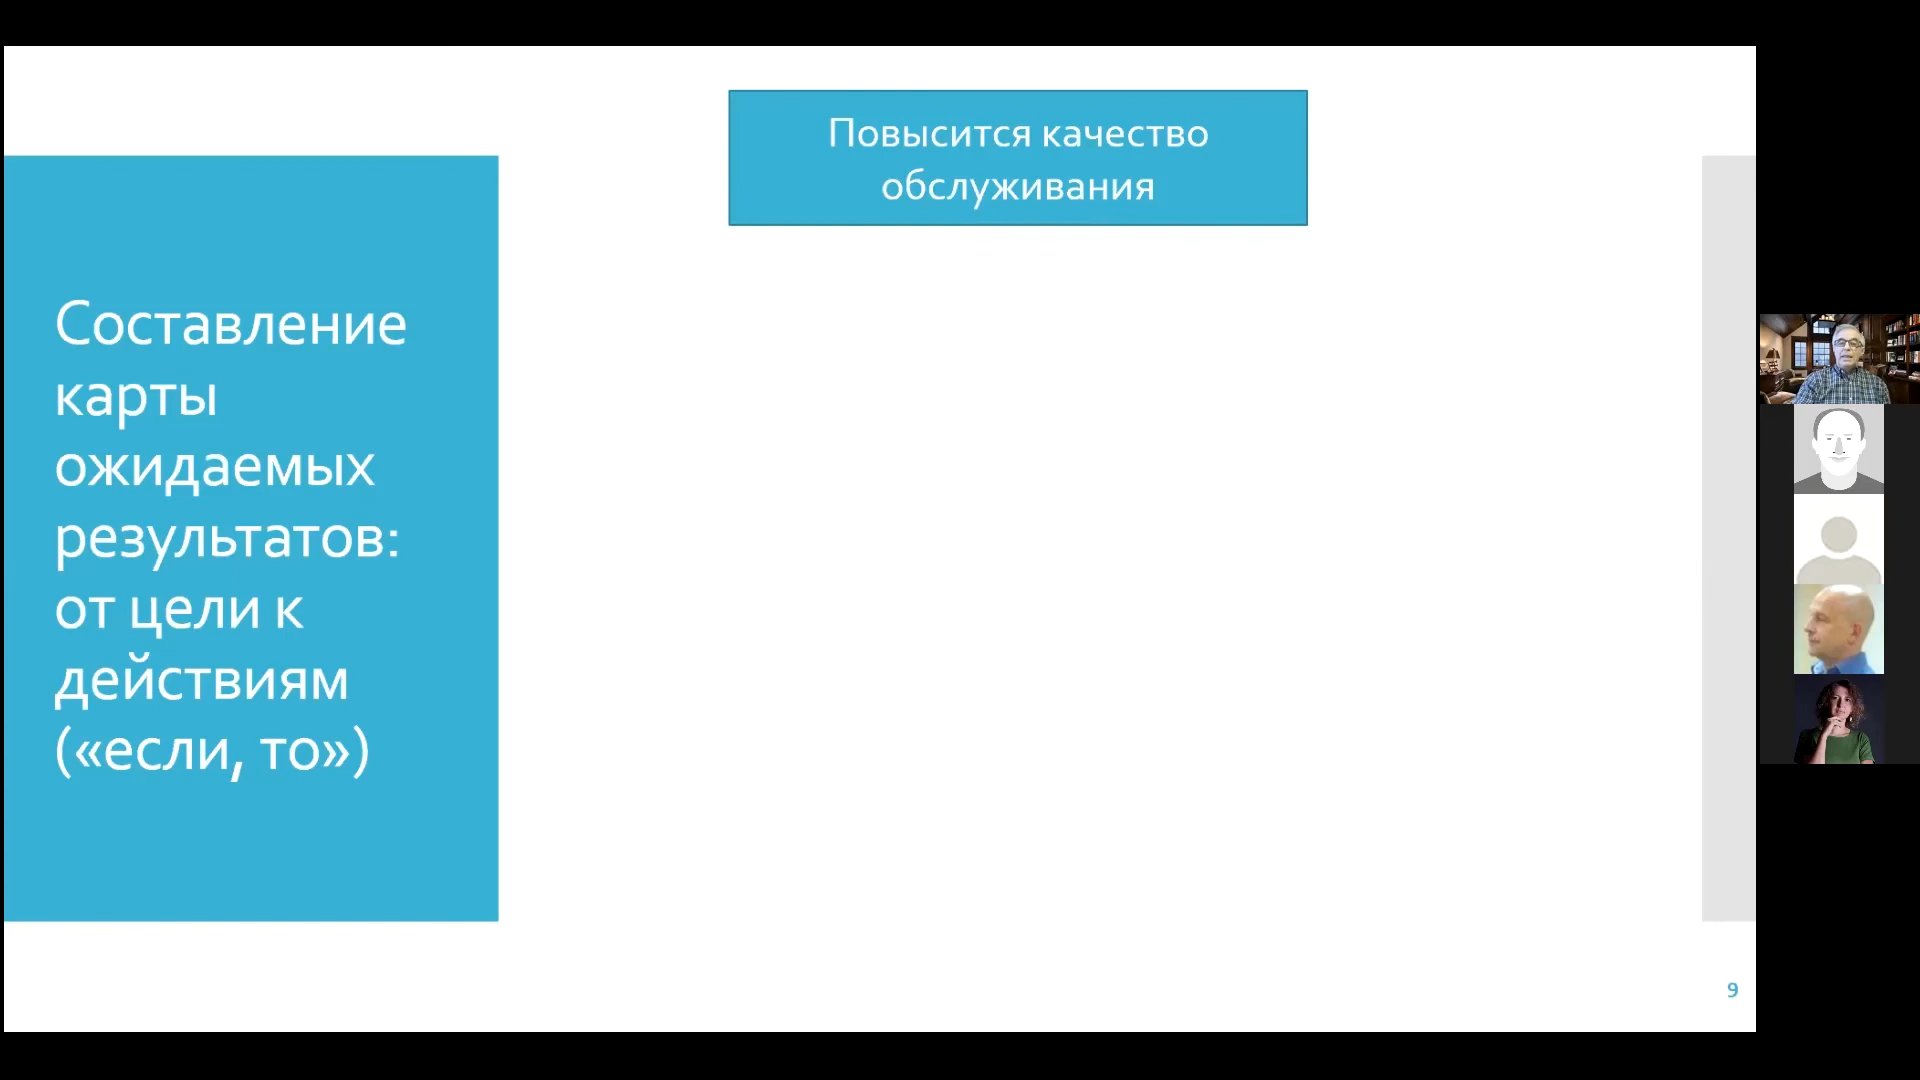 Повысится качество
обслуживания
Составление
карты
ожидаемых
результатов:
от цели к
действиям
(«если, то»)
9